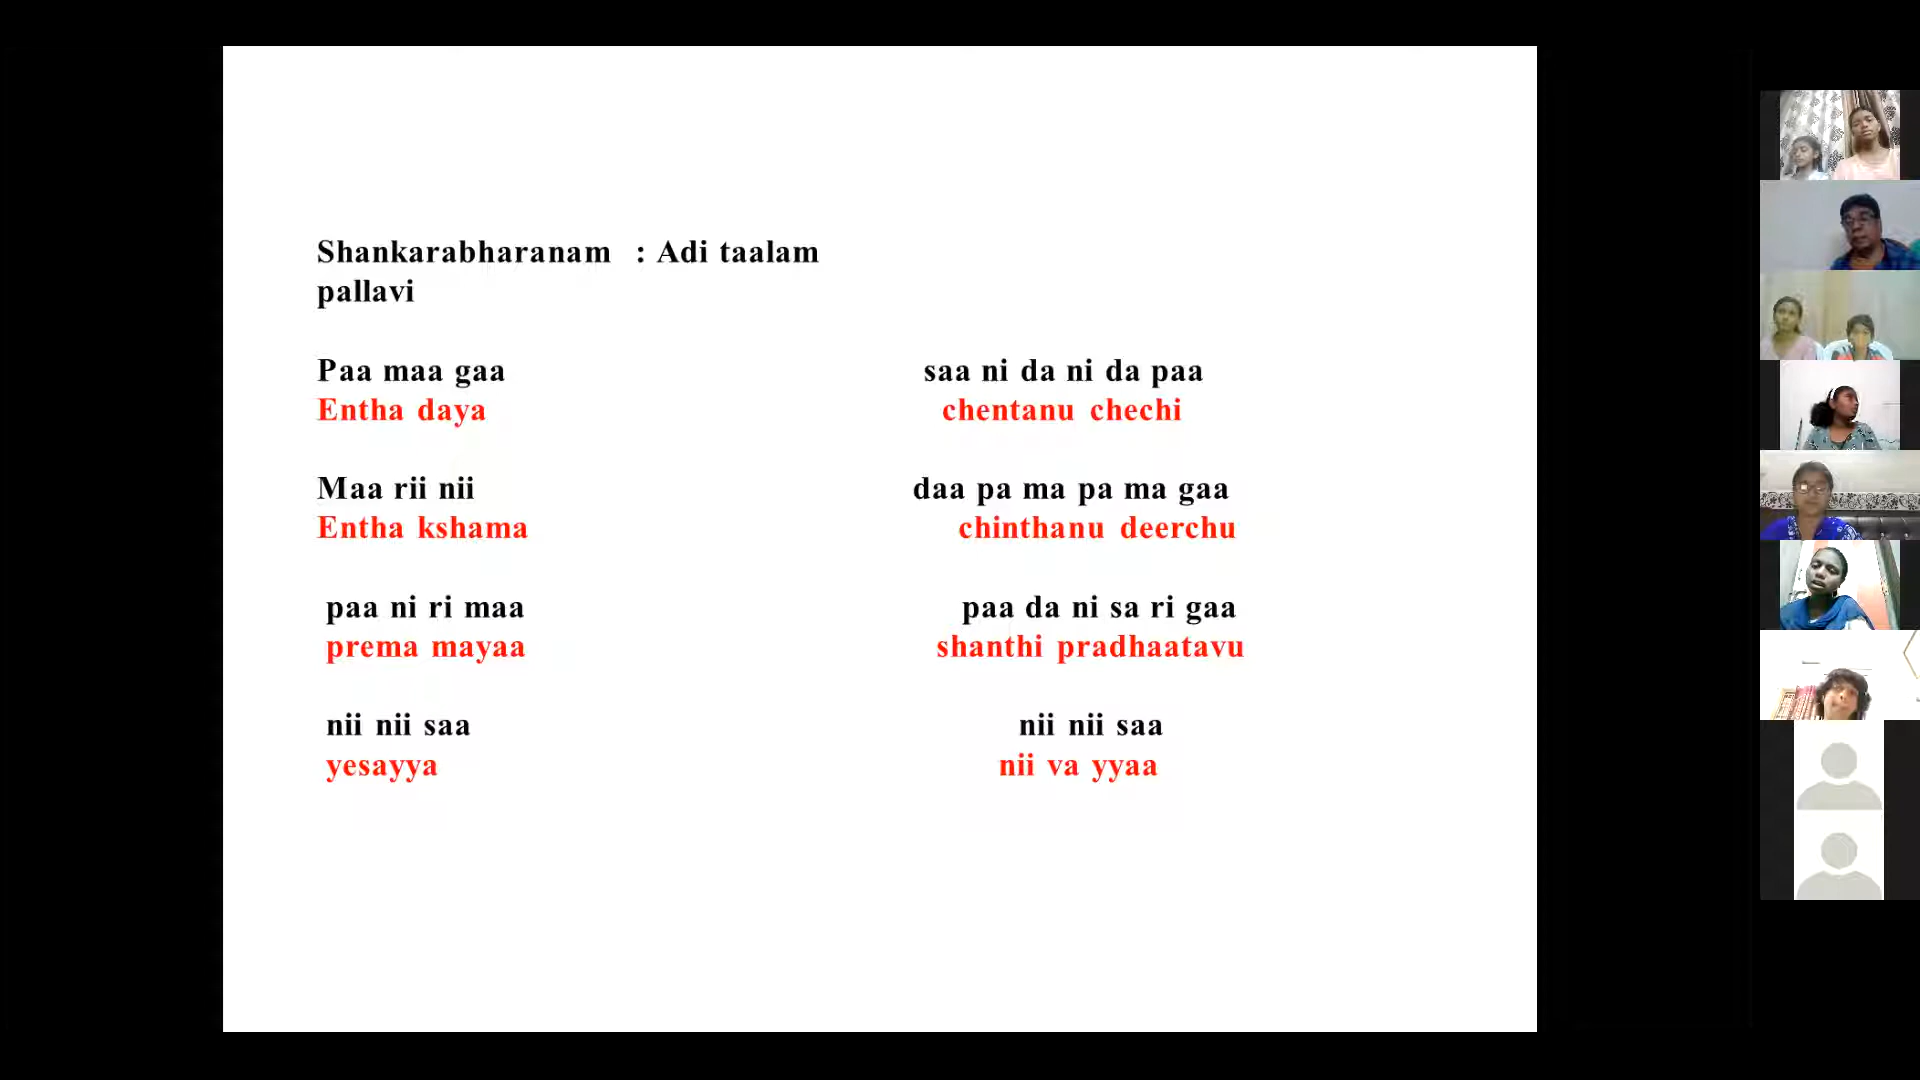 Shankarabharanam : Adi taalam
pallavi
Paa maa gaa saa ni da ni da paa
Entha daya chentanu chechi
Maa rii nii daa pa ma pa ma gaa
Entha kshama chinthanu deerchu
paa ni ri maa paa da ni sa ri gaa
prema mayaa shanthi pradhaatavu
nii nii saa nii nii saa
yesayya nii va yyaa